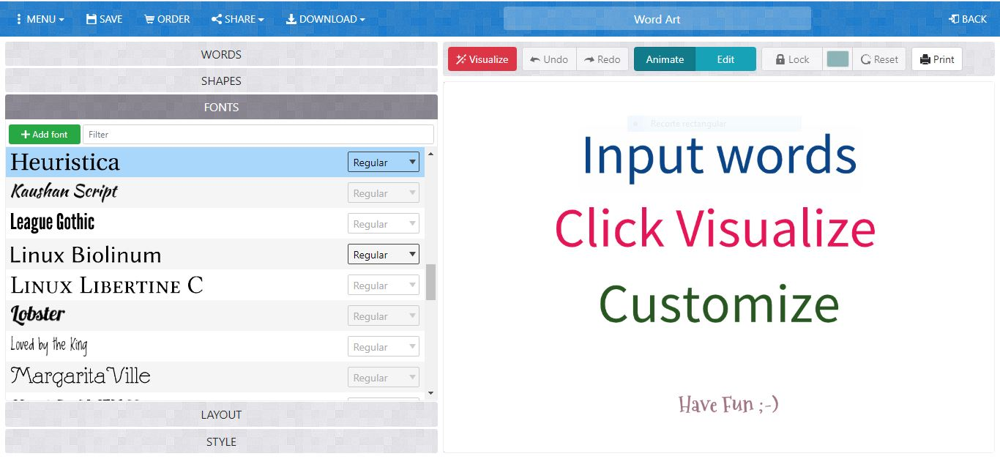 MENU SAVE ORDER SHARE DOWNLOAD Word Art BACK
WORDS
SHAPES
FONTS
Add font Filter
Heuristica Regular
Kaushan Script Regular
League Gothic Regular
Linux Biolinum Regular
Linux Libertine C Regular
Lobster Regular
Loved by the King Regular
MargaritaVille Regular
LAYOUT
STYLE
Visualize Undo Redo Animate Edit Lock Reset Print
Recorte rectangular
Input words
Click Visualize
Customize
Have Fun ;-)